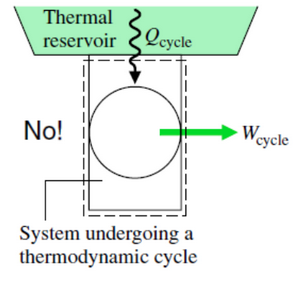 Thermal
reservoir
Qcycle
No!
Wcycle
System undergoing a
thermodynamic cycle